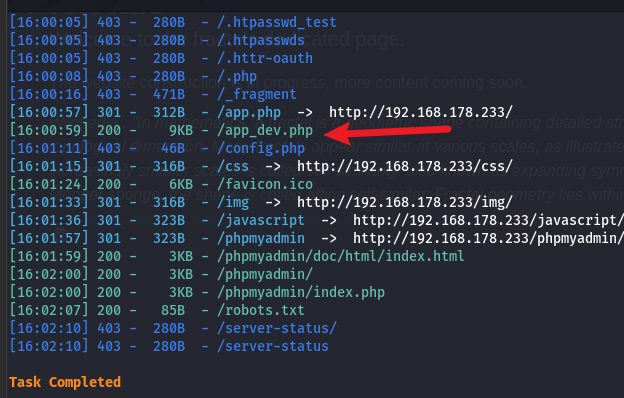 [16:00:05] 403 -  280B  - /.htpasswd_test
[16:00:05] 403 -  280B  - /.htpasswds
[16:00:05] 403 -  280B  - /.httr-oauth
[16:00:08] 403 -  280B  - /.php
[16:00:16] 403 -  471B  - /_fragment
[16:00:57] 301 -  312B  - /app.php  ->  http://192.168.178.233/
[16:00:59] 200 -    9KB - /app_dev.php
[16:01:11] 403 -   46B  - /config.php
[16:01:15] 301 -  316B  - /css  ->  http://192.168.178.233/css/
[16:01:24] 200 -    6KB - /favicon.ico
[16:01:33] 301 -  316B  - /img  ->  http://192.168.178.233/img/
[16:01:36] 301 -  323B  - /javascript  ->  http://192.168.178.233/javascript/
[16:01:57] 301 -  323B  - /phpmyadmin  ->  http://192.168.178.233/phpmyadmin/
[16:01:59] 200 -    3KB - /phpmyadmin/doc/html/index.html
[16:02:00] 200 -    3KB - /phpmyadmin/
[16:02:00] 200 -    3KB - /phpmyadmin/index.php
[16:02:07] 200 -   85B  - /robots.txt
[16:02:10] 403 -  280B  - /server-status/
[16:02:10] 403 -  280B  - /server-status
Task Completed